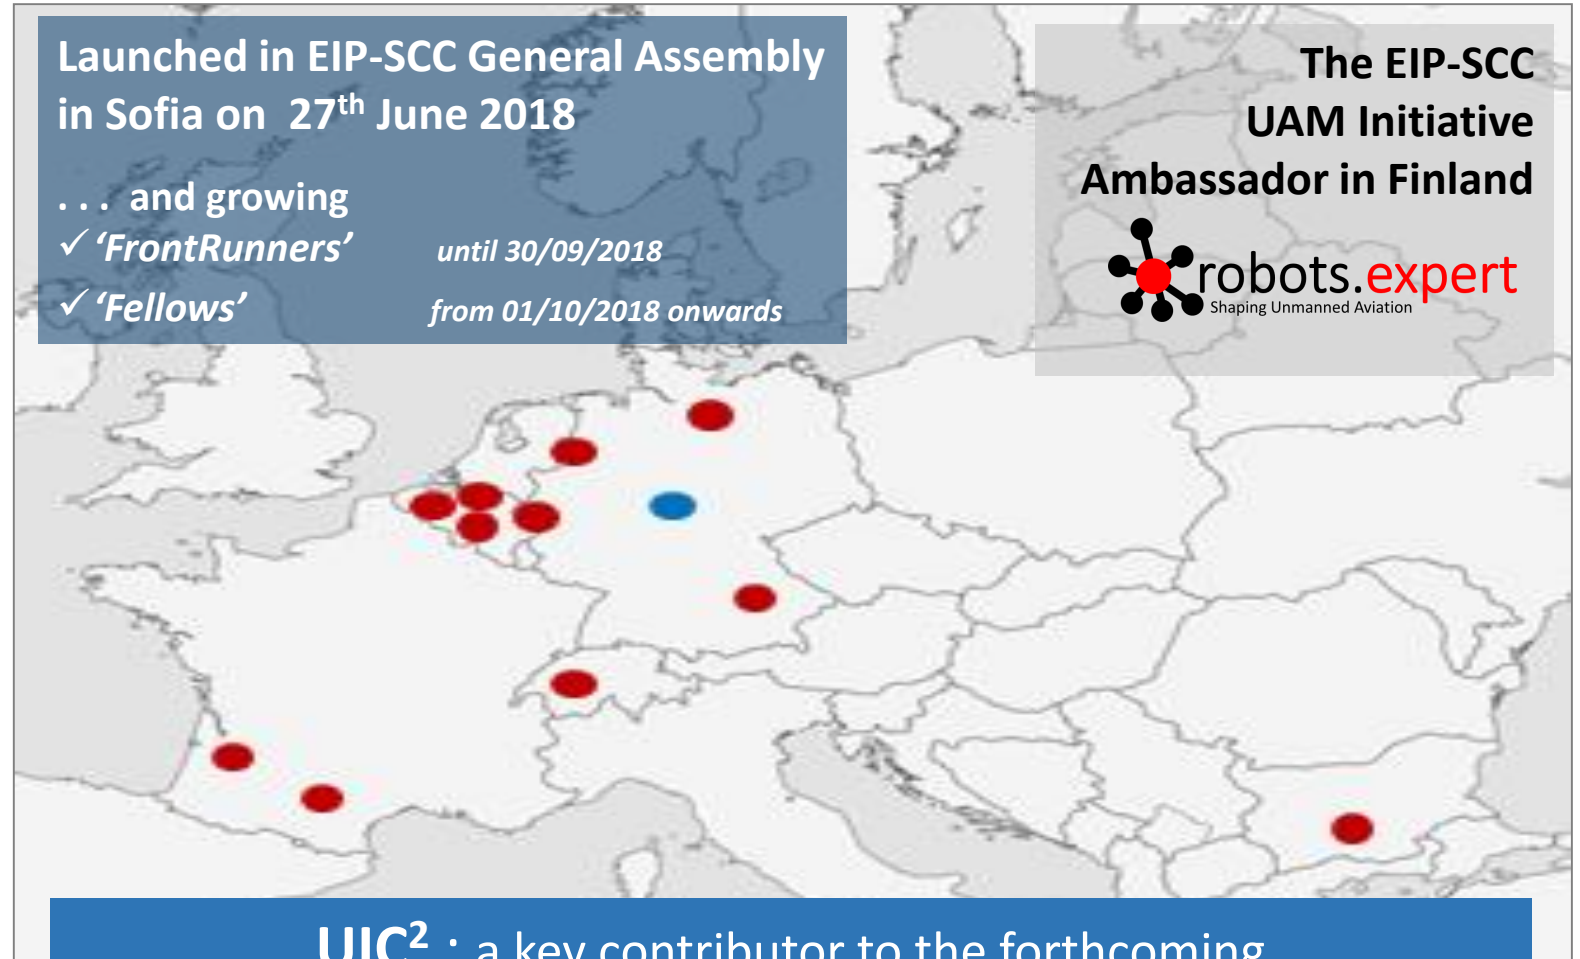 Launched in EIP-SCC General Assembly
in Sofia on 27th June 2018
. . . and growing
✓ ‘FrontRunners’ until 30/09/2018
✓ ‘Fellows’ from 01/10/2018 onwards
The EIP-SCC
UAM Initiative
Ambassador in Finland
robots.expert
Shaping Unmanned Aviation
UIC² : a key contributor to the forthcoming